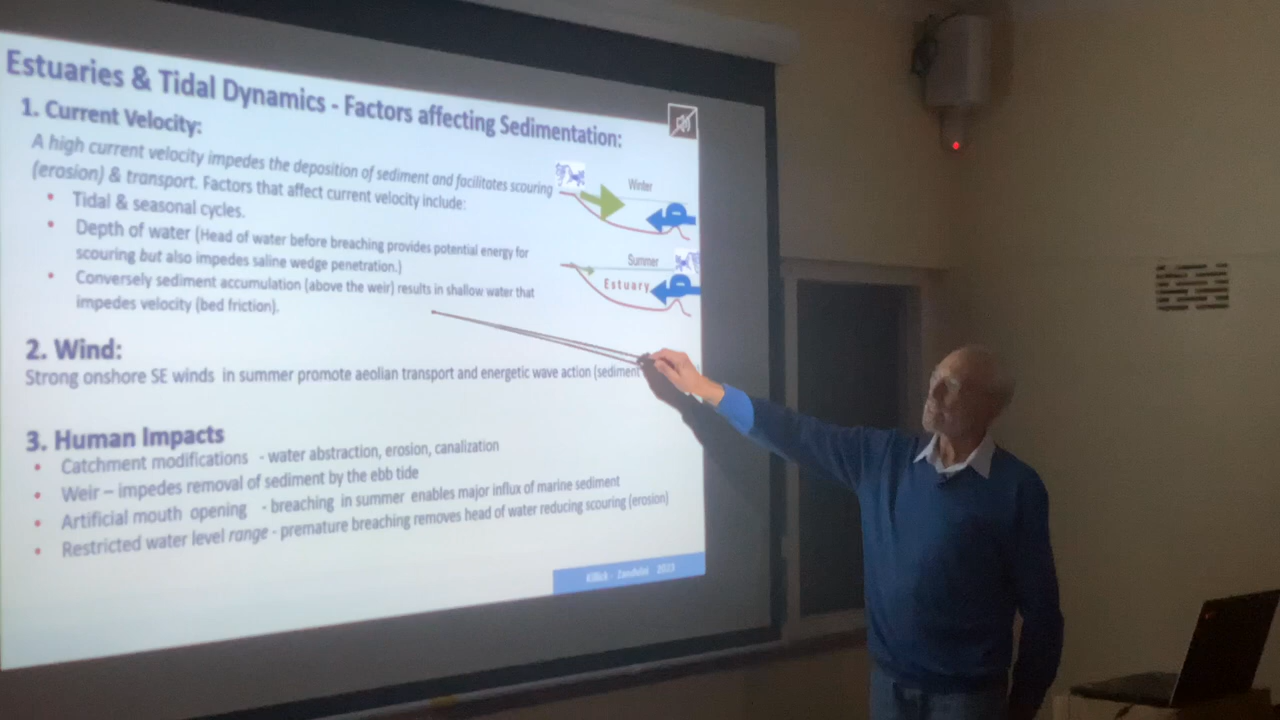 Estuaries & Tidal Dynamics - Factors affecting Sedimentation:
1. Current Velocity:
A high current velocity impedes the deposition of sediment and facilitates scouring
(erosion) & transport. Factors that affect current velocity include:
• Tidal & seasonal cycles.
• Depth of water (Head of water before breaching provides potential energy for
scouring but also impedes saline wedge penetration.)
• Conversely sediment accumulation (above the weir) results in shallow water that
impedes velocity (bed friction).
Winter
Summer
Estuary
2. Wind:
Strong onshore SE winds in summer promote aeolian transport and energetic wave action (sediment
3. Human Impacts
• Catchment modifications - water abstraction, erosion, canalization
• Weir – impedes removal of sediment by the ebb tide
• Artificial mouth opening - breaching in summer enables major influx of marine sediment
• Restricted water level range - premature breaching removes head of water reducing scouring (erosion)
Killick - Zandvlei 2023